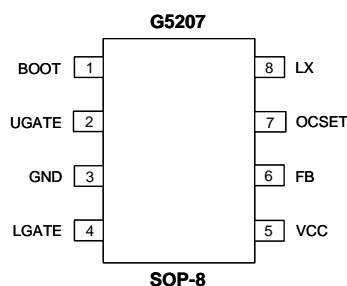 G5207
BOOT 1 8 LX
UGATE 2 7 OCSET
GND 3 6 FB
LGATE 4 5 VCC
SOP-8